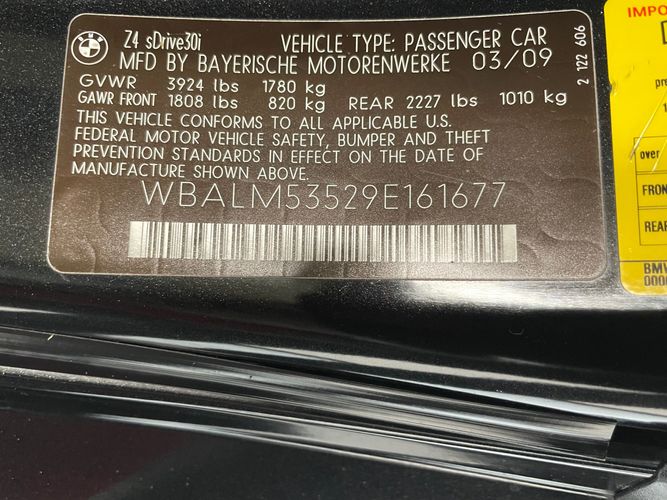 BMW
Z4 sDrive30i VEHICLE TYPE: PASSENGER CAR
MFD BY BAYERISCHE MOTORENWERKE 03/09
GVWR 3924 lbs 1780 kg
GAWR FRONT 1808 lbs 820 kg REAR 2227 lbs 1010 kg
THIS VEHICLE CONFORMS TO ALL APPLICABLE U.S.
FEDERAL MOTOR VEHICLE SAFETY, BUMPER AND THEFT
PREVENTION STANDARDS IN EFFECT ON THE DATE OF
MANUFACTURE SHOWN ABOVE.
WBALM53529E161677
2 122 606
IMPO
pre
over
FRON
REAR
BMW